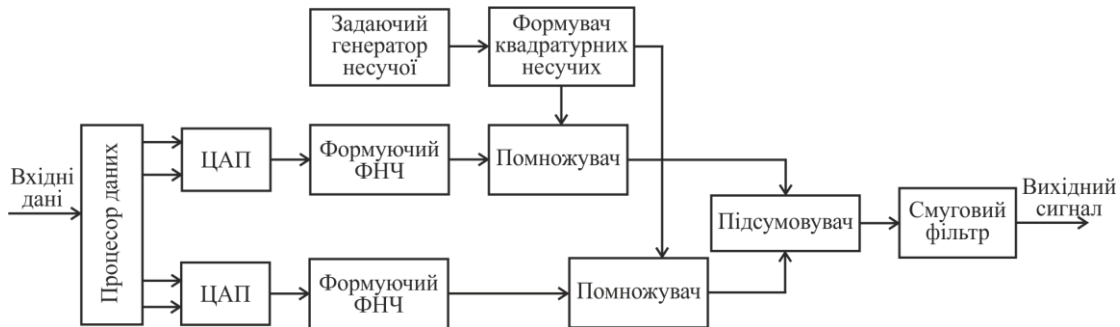 Задаючий
генератор
несучої
Формувач
квадратурних
несучих
Вхідні
дані
Процесор даних
ЦАП
Формуючий
ФНЧ
Помножувач
Підсумовувач
Смуговий
фільтр
Вихідний
сигнал
ЦАП
Формуючий
ФНЧ
Помножувач